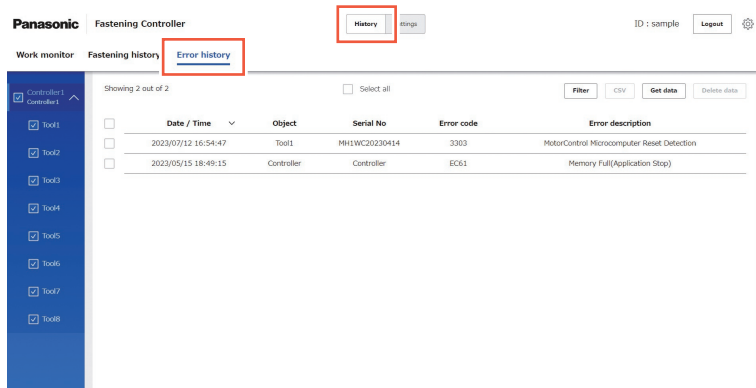 Panasonic Fastening Controller History ttings ID : sample Logout
Work monitor Fastening history Error history
Controller1
Controller1
Showing 2 out of 2 Select all Filter CSV Get data Delete data
Date / Time Object Serial No Error code Error description
2023/07/12 16:54:47 Tool1 MH1WC20230414 3303 MotorControl Microcomputer Reset Detection
2023/05/15 18:49:15 Controller Controller EC61 Memory Full(Application Stop)
Tool1
Tool2
Tool3
Tool4
Tool5
Tool6
Tool7
Tool8